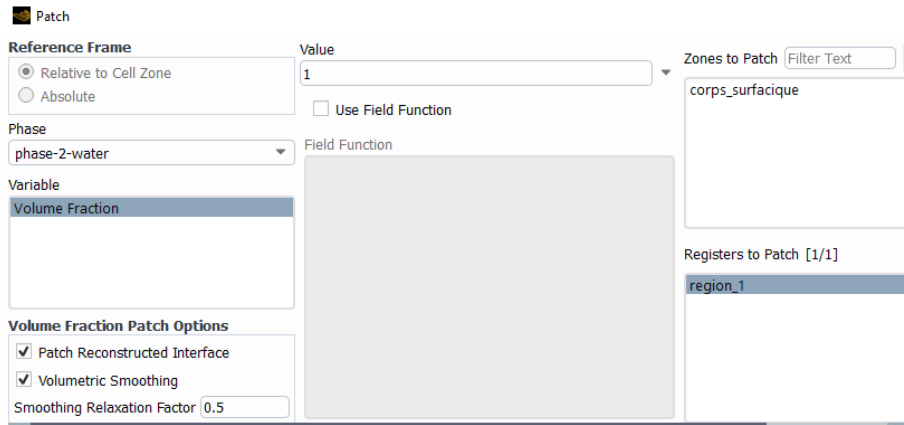 Patch
Reference Frame
Relative to Cell Zone
Absolute
Phase
phase-2-water
Variable
Volume Fraction
Volume Fraction Patch Options
Patch Reconstructed Interface
Volumetric Smoothing
Smoothing Relaxation Factor 0.5
Value
1
Use Field Function
Field Function
Zones to Patch Filter Text
corps_surfacique
Registers to Patch [1/1]
region_1